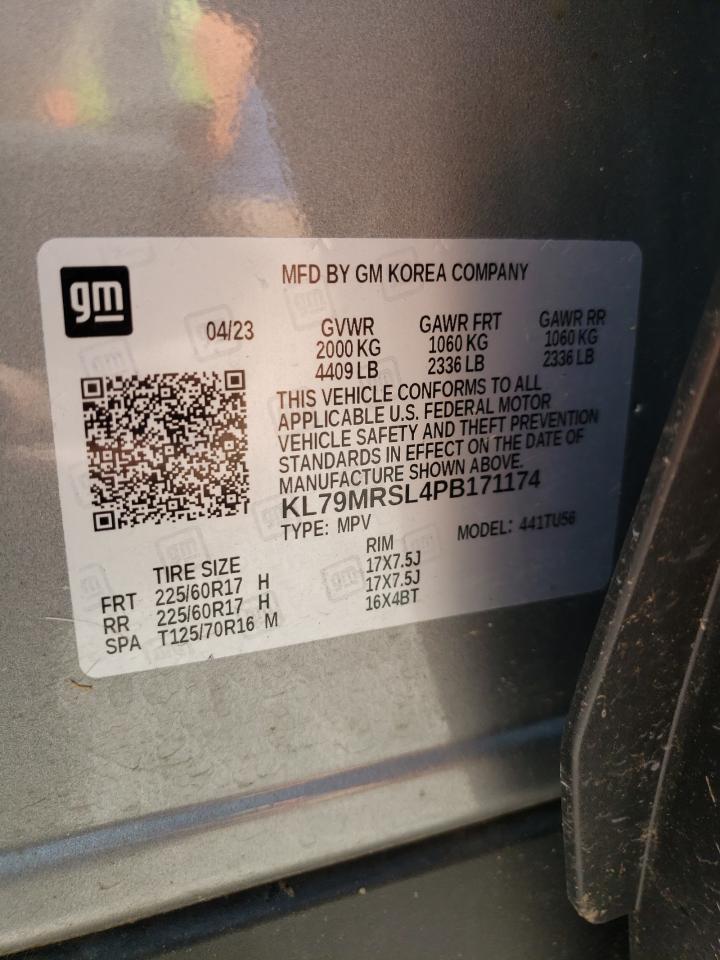 gm
MFD BY GM KOREA COMPANY
04/23
GVWR GAWR FRT GAWR RR
2000 KG 1060 KG 1060 KG
4409 LB 2336 LB 2336 LB
THIS VEHICLE CONFORMS TO ALL
APPLICABLE U.S. FEDERAL MOTOR
VEHICLE SAFETY AND THEFT PREVENTION
STANDARDS IN EFFECT ON THE DATE OF
MANUFACTURE SHOWN ABOVE.
KL79MRSL4PB171174
TYPE: MPV MODEL: 441TU56
TIRE SIZE RIM
FRT 225/60R17 H 17X7.5J
RR 225/60R17 H 17X7.5J
SPA T125/70R16 M 16X4BT